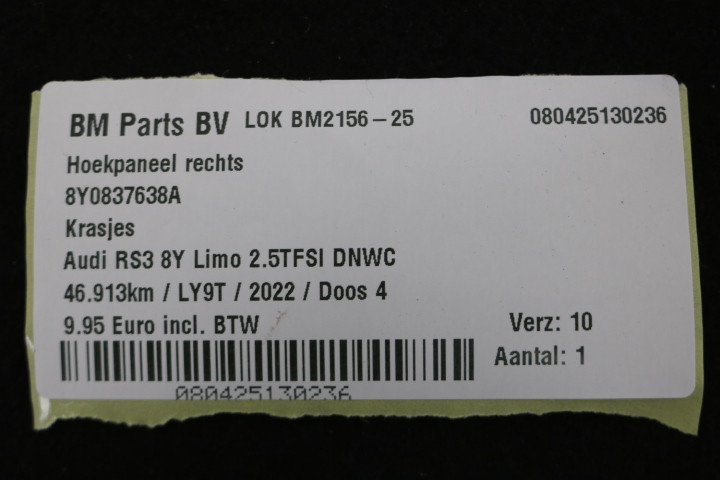 BM Parts BV LOK BM2156-25 080425130236
Hoekpaneel rechts
8Y0837638A
Krasjes
Audi RS3 8Y Limo 2.5TFSI DNWC
46.913km / LY9T / 2022 / Doos 4
9.95 Euro incl. BTW Verz: 10
Aantal: 1
080425130236